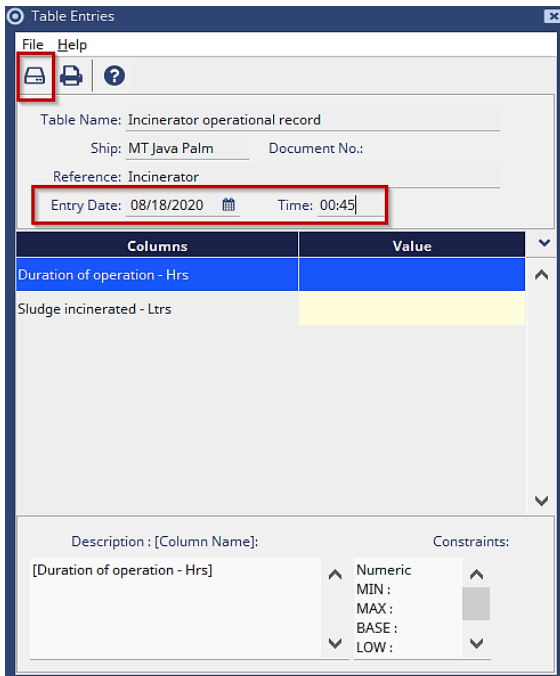 Table Entries
File Help
Table Name: Incinerator operational record
Ship: MT Java Palm Document No.:
Reference: Incinerator
Entry Date: 08/18/2020 Time: 00:45
Columns Value
Duration of operation - Hrs
Sludge incinerated - Ltrs
Description : [Column Name]: Constraints:
[Duration of operation - Hrs] Numeric
MIN :
MAX :
BASE :
LOW :